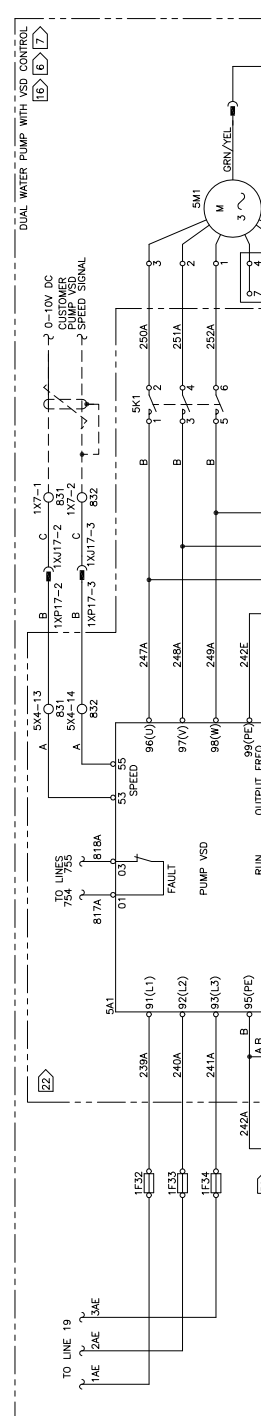 DUAL WATER PUMP WITH VSD CONTROL
16 6 7
0-10V DC
CUSTOMER
PUMP VSD
SPEED SIGNAL
GRN/YEL
5M1
M
3
3
2
1
4
7
250A
251A
252A
5K1
2
4
6
1
3
5
B
B
B
1X7-1
831
1X7-2
832
C
C
1XJ17-2
1XP17-2
1XJ17-3
1XP17-3
B
B
5X4-13
831
5X4-14
832
A
A
247A
248A
249A
242E
96(U)
97(V)
98(W)
99(PE)
55
53
SPEED
OUTPUT FREQ
RUN
TO LINES
754
755
817A
818A
01
03
FAULT
PUMP VSD
5A1
91(L1)
92(L2)
93(L3)
95(PE)
22
239A
240A
241A
B
242A
1F32
1F33
1F34
TO LINE 19
1AE
2AE
3AE